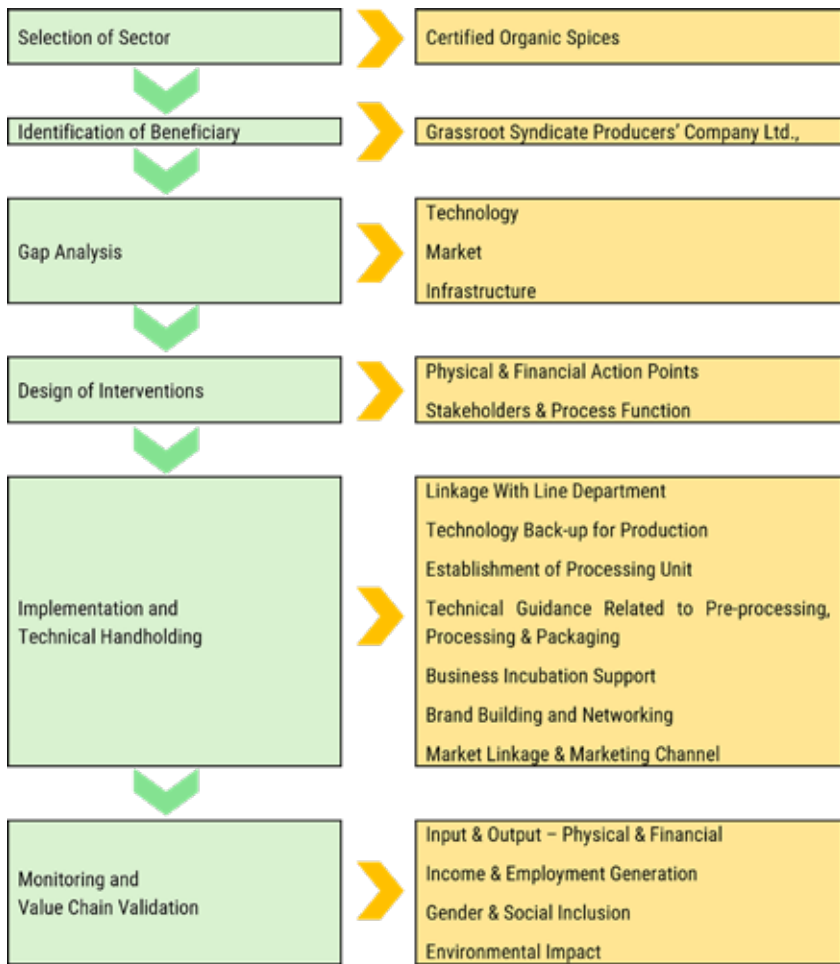 Selection of Sector
Certified Organic Spices
Identification of Beneficiary
Grassroot Syndicate Producers' Company Ltd.,
Gap Analysis
Technology
Market
Infrastructure
Design of Interventions
Physical & Financial Action Points
Stakeholders & Process Function
Implementation and
Technical Handholding
Linkage With Line Department
Technology Back-up for Production
Establishment of Processing Unit
Technical Guidance Related to Pre-processing,
Processing & Packaging
Business Incubation Support
Brand Building and Networking
Market Linkage & Marketing Channel
Monitoring and
Value Chain Validation
Input & Output – Physical & Financial
Income & Employment Generation
Gender & Social Inclusion
Environmental Impact